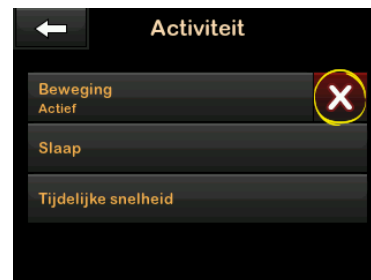 Activiteit
Beweging
Actief
Slaap
Tijdelijke snelheid